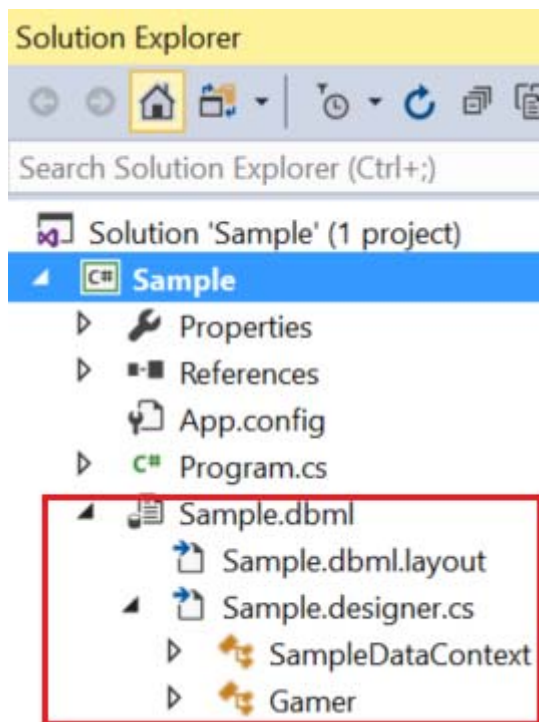 Solution Explorer
Search Solution Explorer (Ctrl+;)
Solution 'Sample' (1 project)
C# Sample
Properties
References
App.config
C# Program.cs
Sample.dbml
Sample.dbml.layout
Sample.designer.cs
SampleDataContext
Gamer